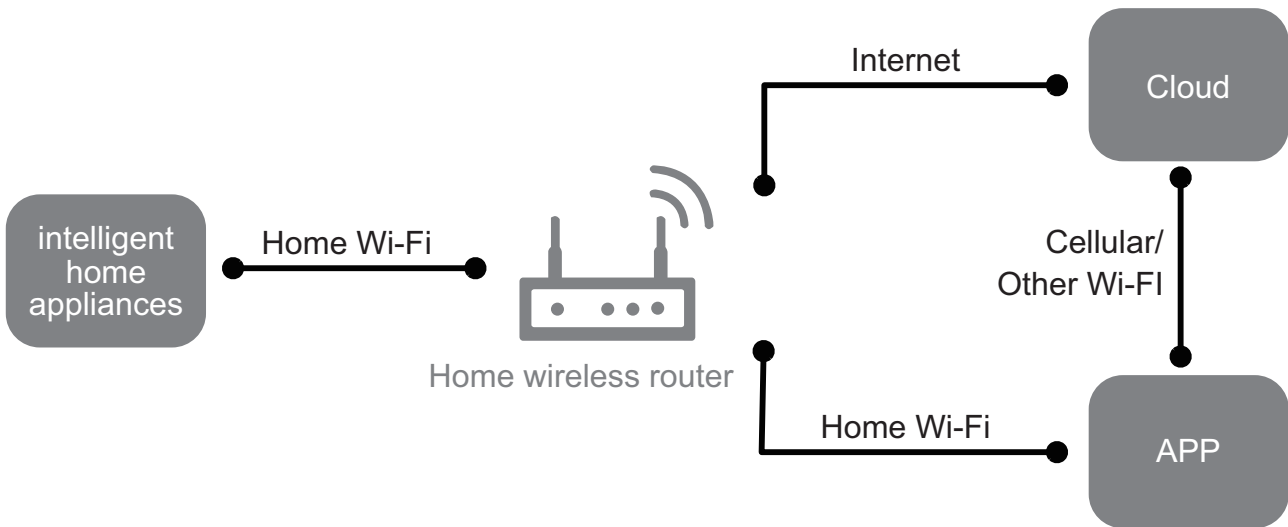 Internet
Cloud
intelligent
home
appliances
Home Wi-Fi
Cellular/
Other Wi-FI
Home wireless router
Home Wi-Fi
APP